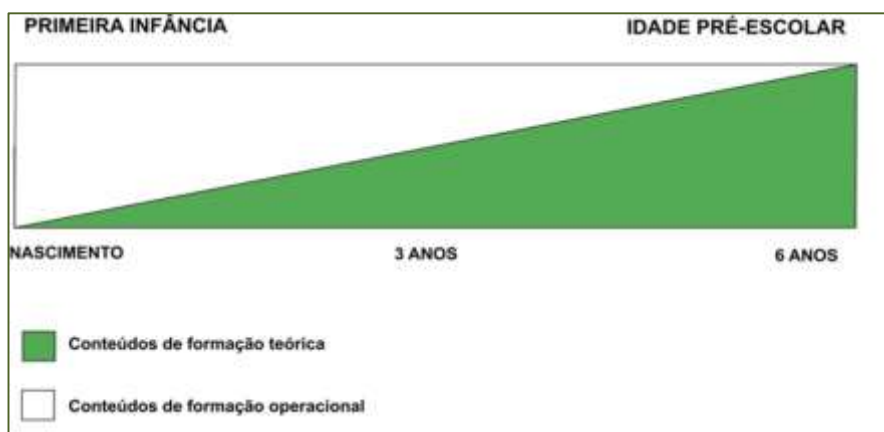 PRIMEIRA INFÂNCIA IDADE PRÉ-ESCOLAR
NASCIMENTO 3 ANOS 6 ANOS
Conteúdos de formação teórica
Conteúdos de formação operacional